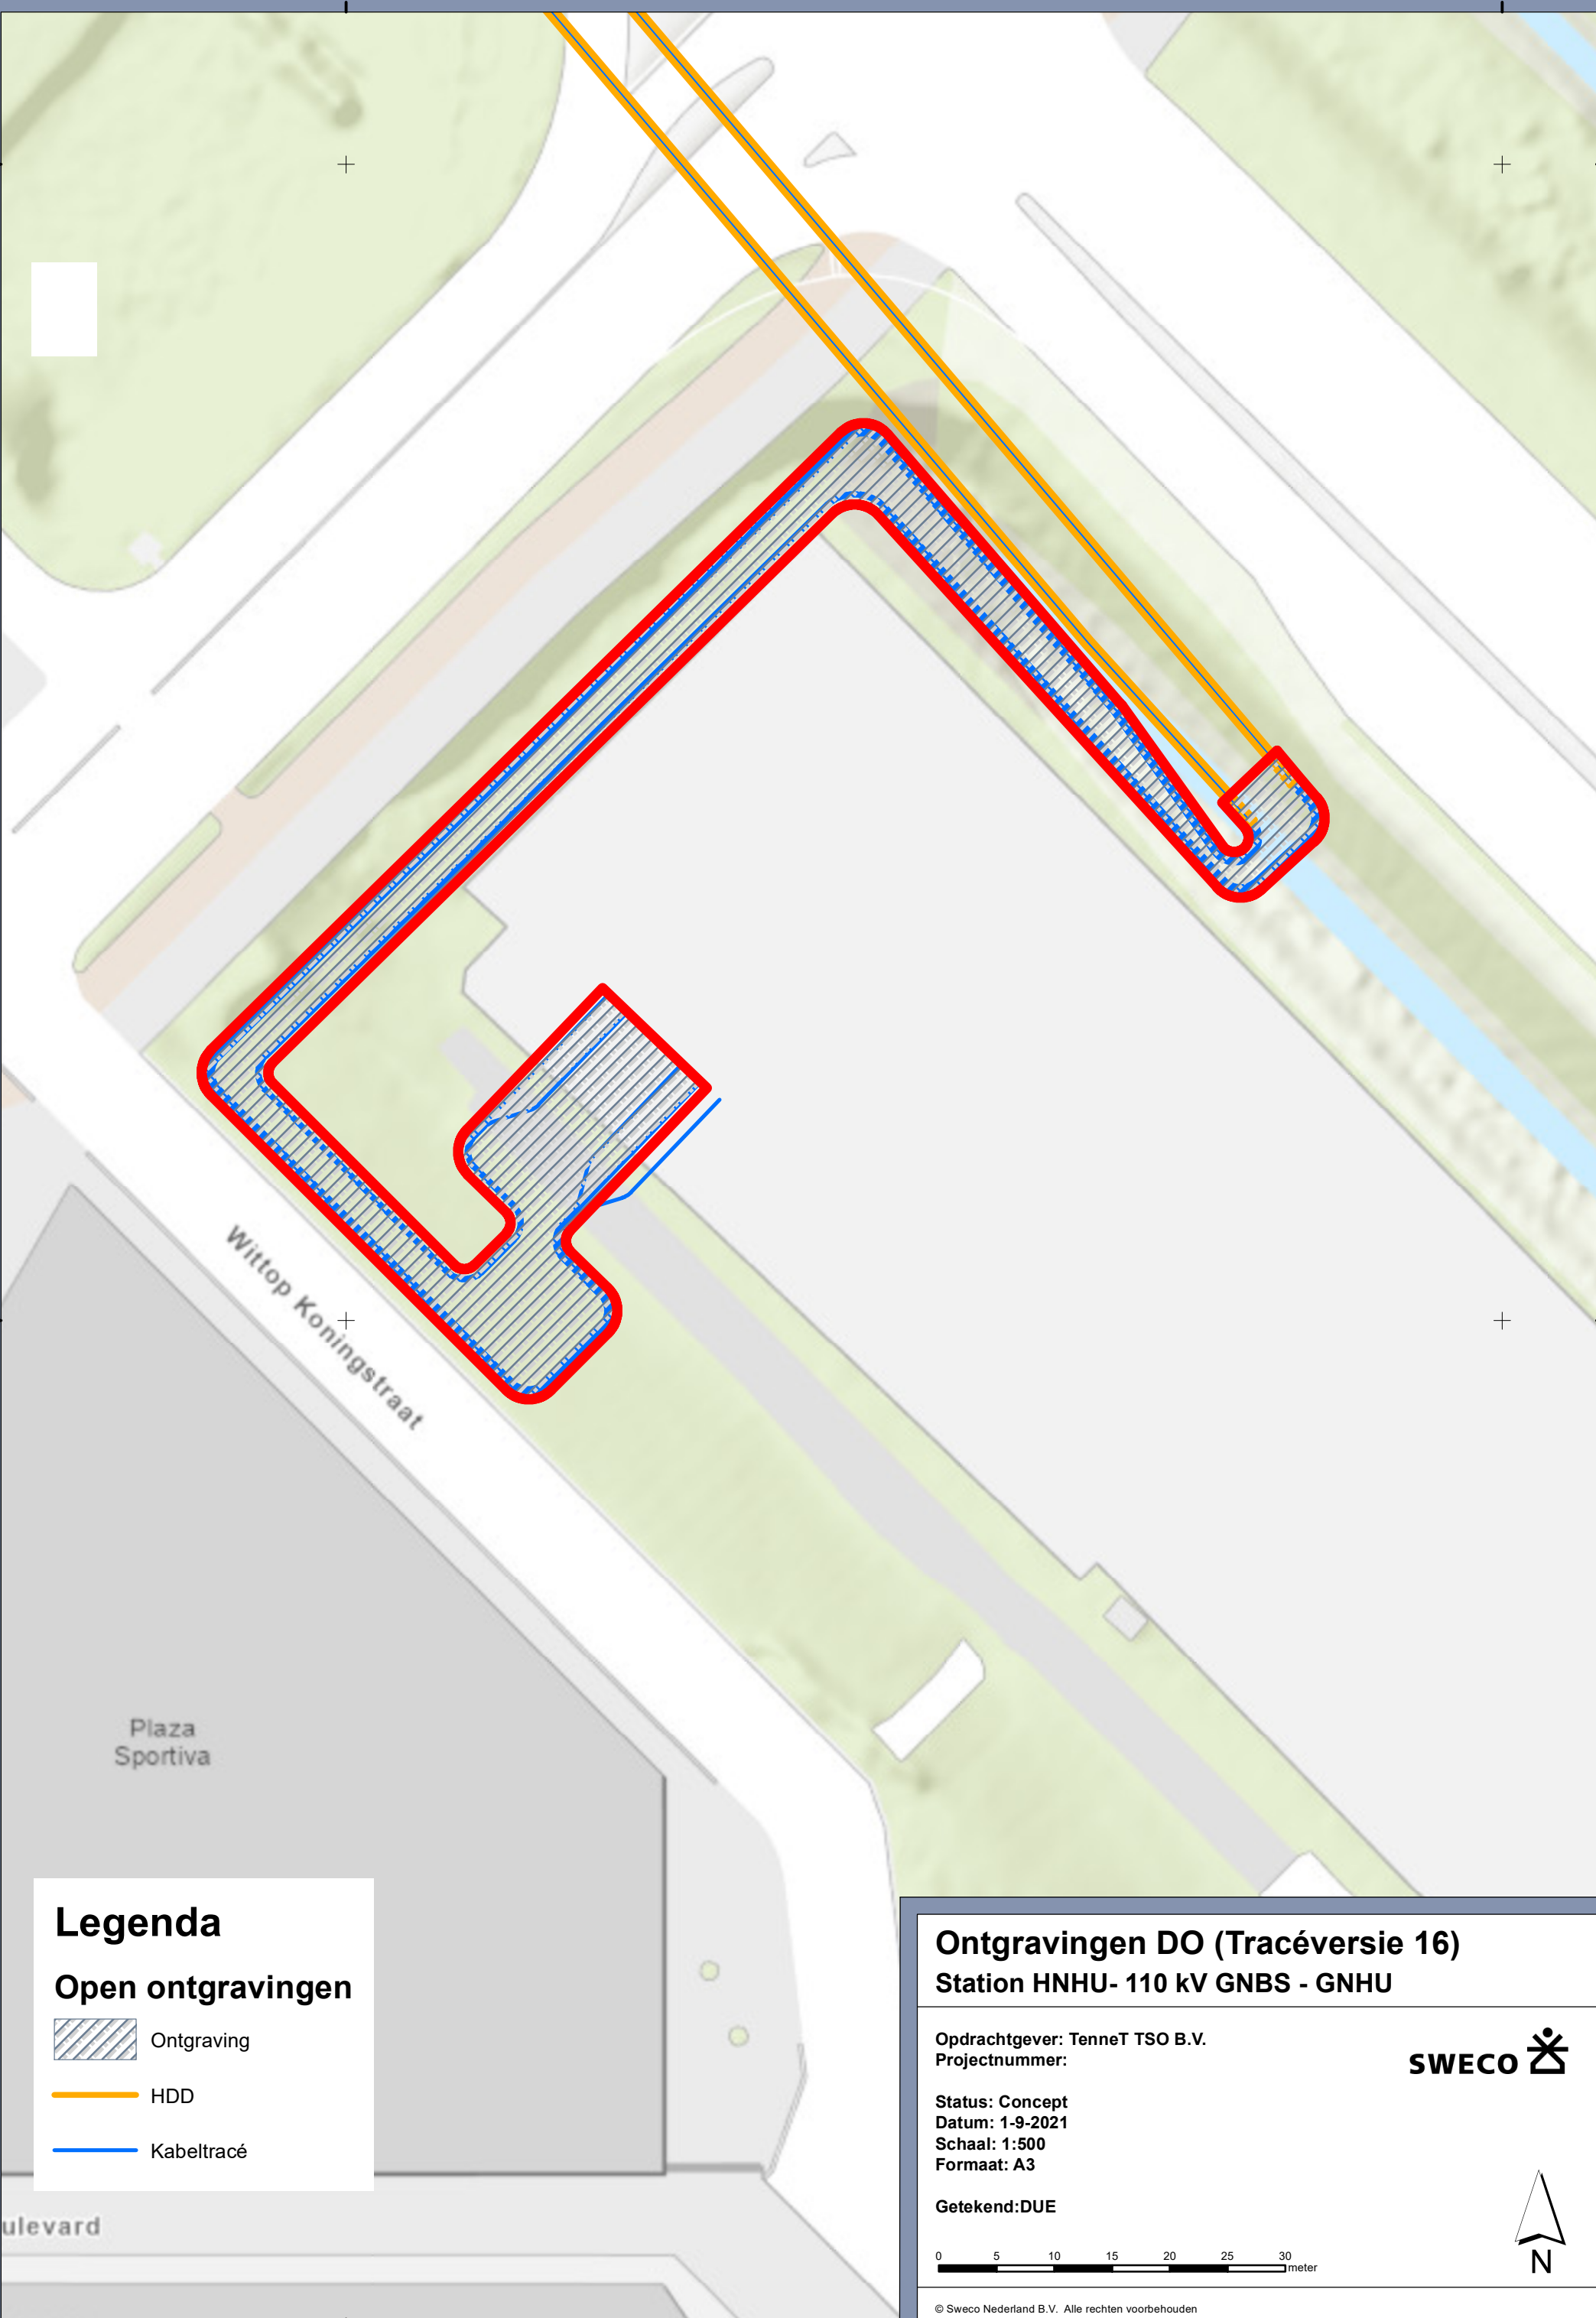 Wittop Koningstraat
Plaza
Sportiva
Legenda
Open ontgravingen
Ontgraving
HDD
Kabeltracé
ulevard
Ontgravingen DO (Tracéversie 16)
Station HNHU- 110 kV GNBS - GNHU
Opdrachtgever: TenneT TSO B.V.
Projectnummer:
SWECO
Status: Concept
Datum: 1-9-2021
Schaal: 1:500
Formaat: A3
Getekend:DUE
0 5 10 15 20 25 30
meter
N
© Sweco Nederland B.V. Alle rechten voorbehouden